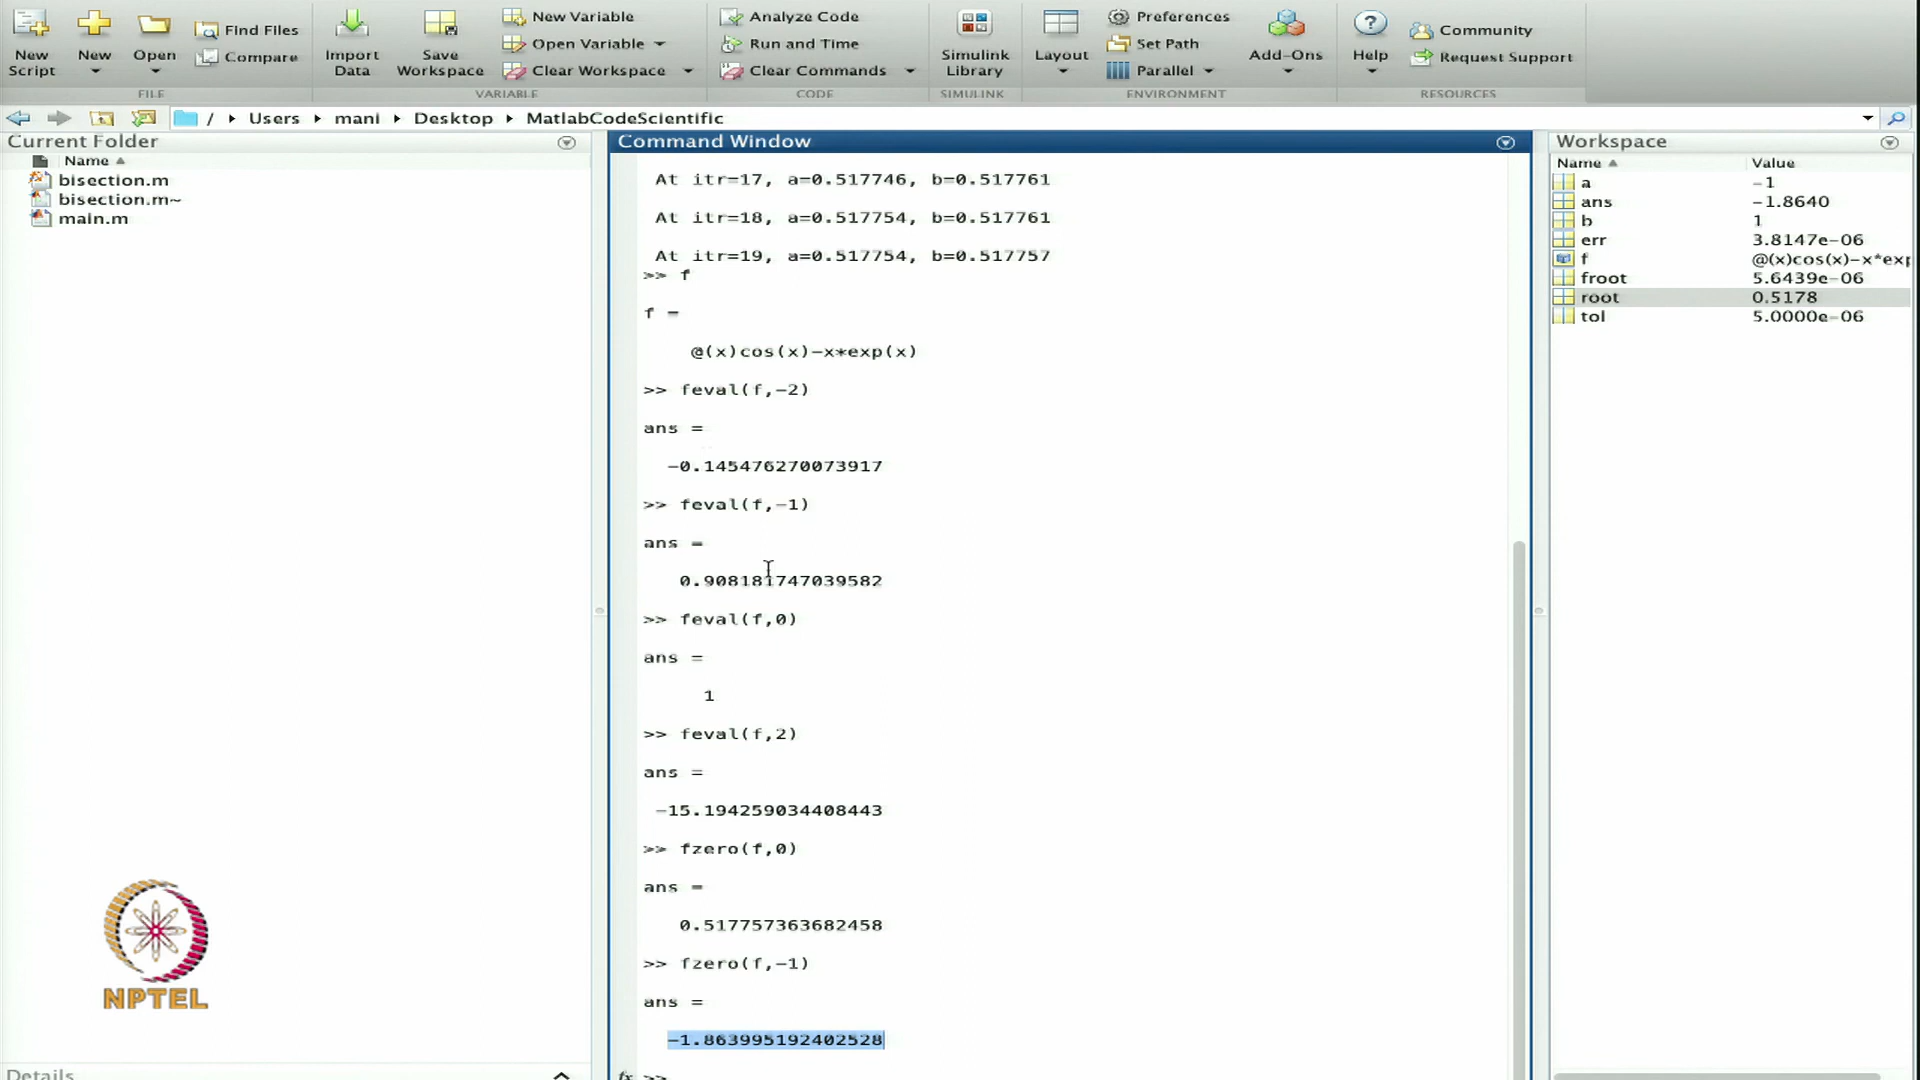 New Script
New
Open
Find Files
Compare
FILE
Import Data
Save Workspace
New Variable
Open Variable
Clear Workspace
VARIABLE
Analyze Code
Run and Time
Clear Commands
CODE
Simulink Library
SIMULINK
Layout
Preferences
Set Path
Parallel
ENVIRONMENT
Add-Ons
Help
Community
Request Support
RESOURCES
/ Users mani Desktop MatlabCodeScientific
Current Folder
Name
bisection.m
bisection.m~
main.m
Details
NPTEL
Command Window
At itr=17, a=0.517746, b=0.517761
At itr=18, a=0.517754, b=0.517761
At itr=19, a=0.517754, b=0.517757
>> f
f =
@(x)cos(x)-x*exp(x)
>> feval(f,-2)
ans =
-0.145476270073917
>> feval(f,-1)
ans =
0.908181747039582
>> feval(f,0)
ans =
1
>> feval(f,2)
ans =
-15.194259034408443
>> fzero(f,0)
ans =
0.517757363682458
>> fzero(f,-1)
ans =
-1.863995192402528
fx >>
Workspace
Name Value
a -1
ans -1.8640
b 1
err 3.8147e-06
f @(x)cos(x)-x*exp
froot 5.6439e-06
root 0.5178
tol 5.0000e-06